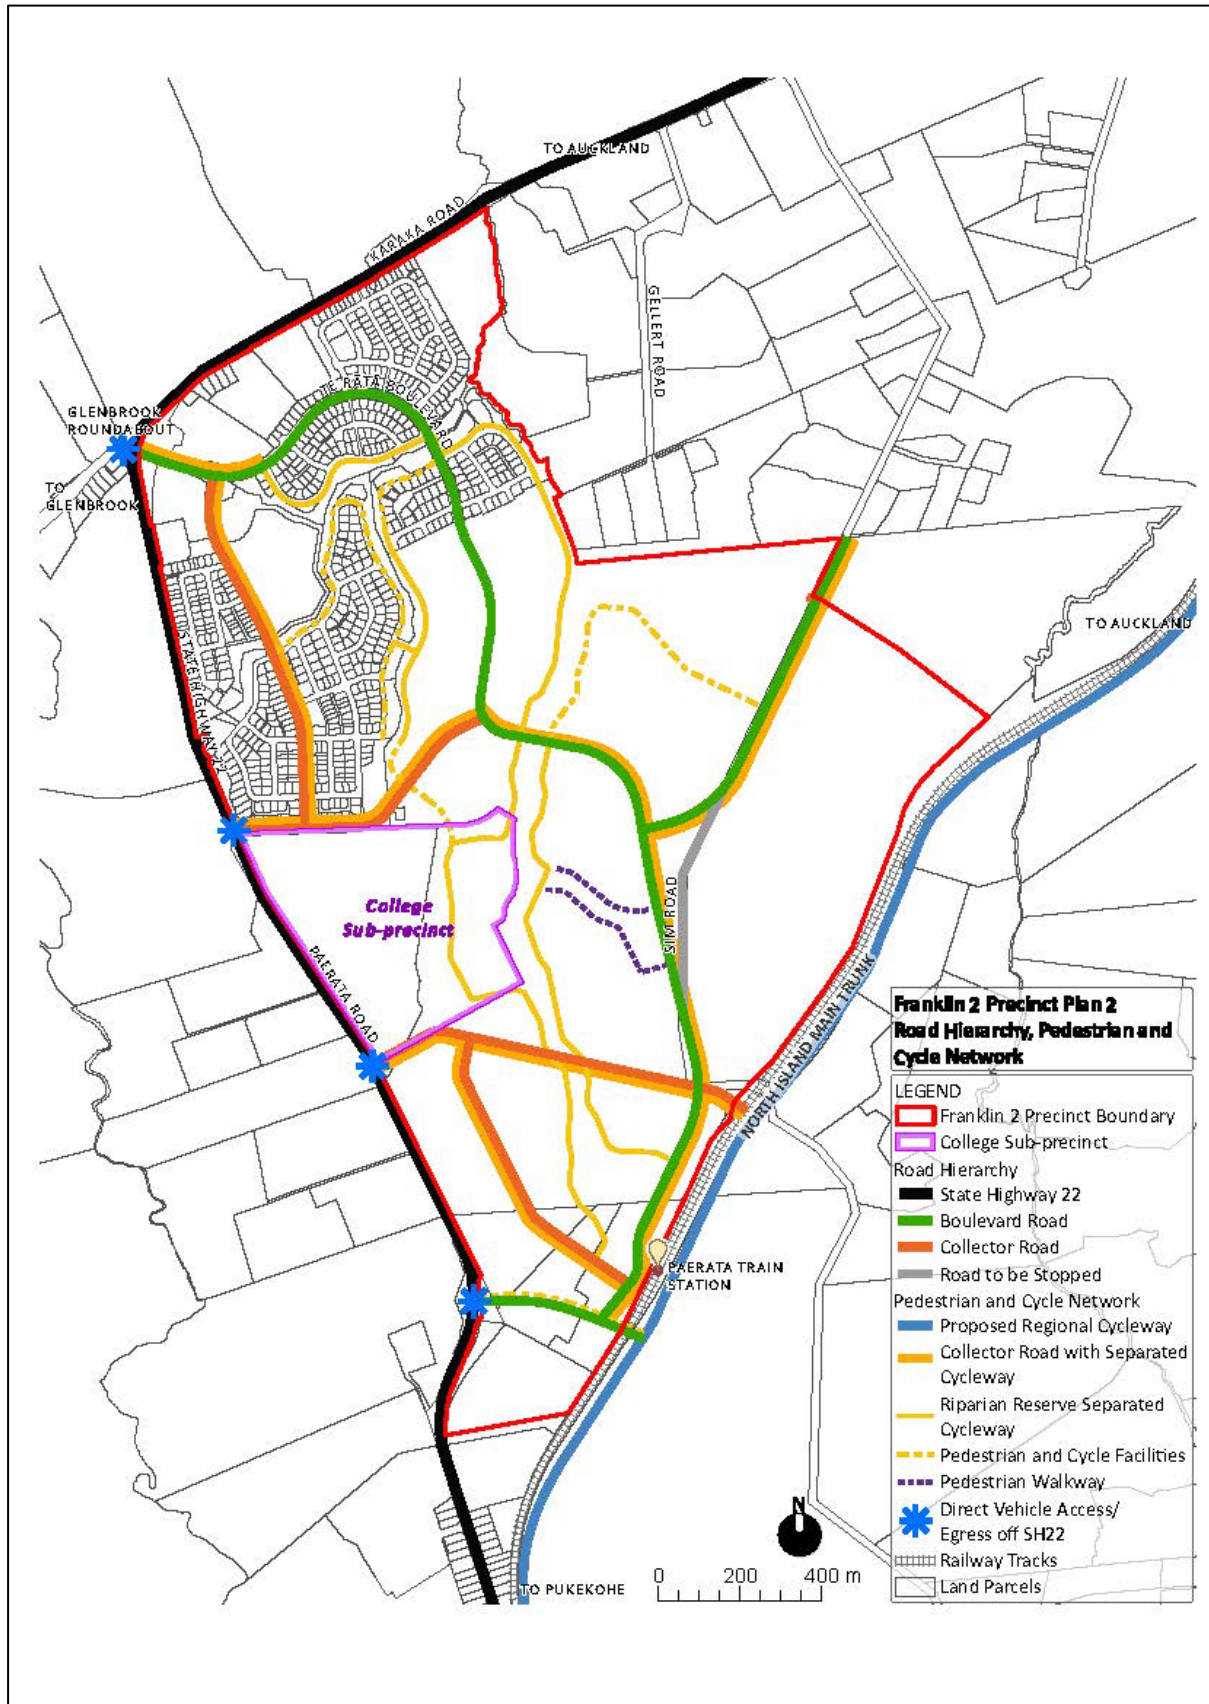 TO AUCKLAND
KARAKA ROAD
GELLERT ROAD
TE RATA BOULEVARD
GLENBROOK
ROUNDABOUT
TO
GLENBROOK
STATE HIGHWAY 22
TO AUCKLAND
College
Sub-precinct
SIM ROAD
PAERATA ROAD
NORTH ISLAND MAIN TRUNK
PAERATA TRAIN
STATION
TO PUKEKOHE
N
0 200 400 m
Franklin 2 Precinct Plan 2
Road Hierarchy, Pedestrian and
Cycle Network
LEGEND
Franklin 2 Precinct Boundary
College Sub-precinct
Road Hierarchy
State Highway 22
Boulevard Road
Collector Road
Road to be Stopped
Pedestrian and Cycle Network
Proposed Regional Cycleway
Collector Road with Separated
Cycleway
Riparian Reserve Separated
Cycleway
Pedestrian and Cycle Facilities
Pedestrian Walkway
Direct Vehicle Access/
Egress off SH22
Railway Tracks
Land Parcels